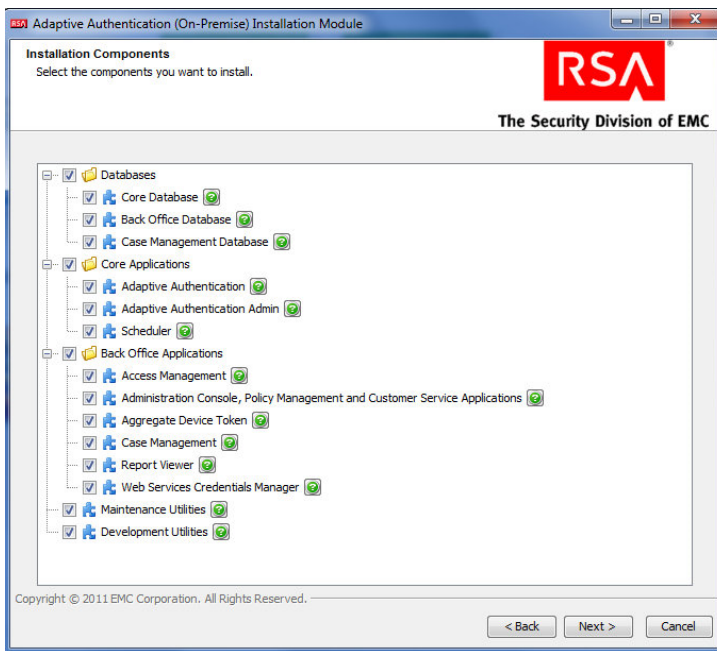 RSA Adaptive Authentication (On-Premise) Installation Module
Installation Components
Select the components you want to install.
RSA®
The Security Division of EMC
Databases
Core Database
Back Office Database
Case Management Database
Core Applications
Adaptive Authentication
Adaptive Authentication Admin
Scheduler
Back Office Applications
Access Management
Administration Console, Policy Management and Customer Service Applications
Aggregate Device Token
Case Management
Report Viewer
Web Services Credentials Manager
Maintenance Utilities
Development Utilities
Copyright © 2011 EMC Corporation. All Rights Reserved.
< Back Next > Cancel